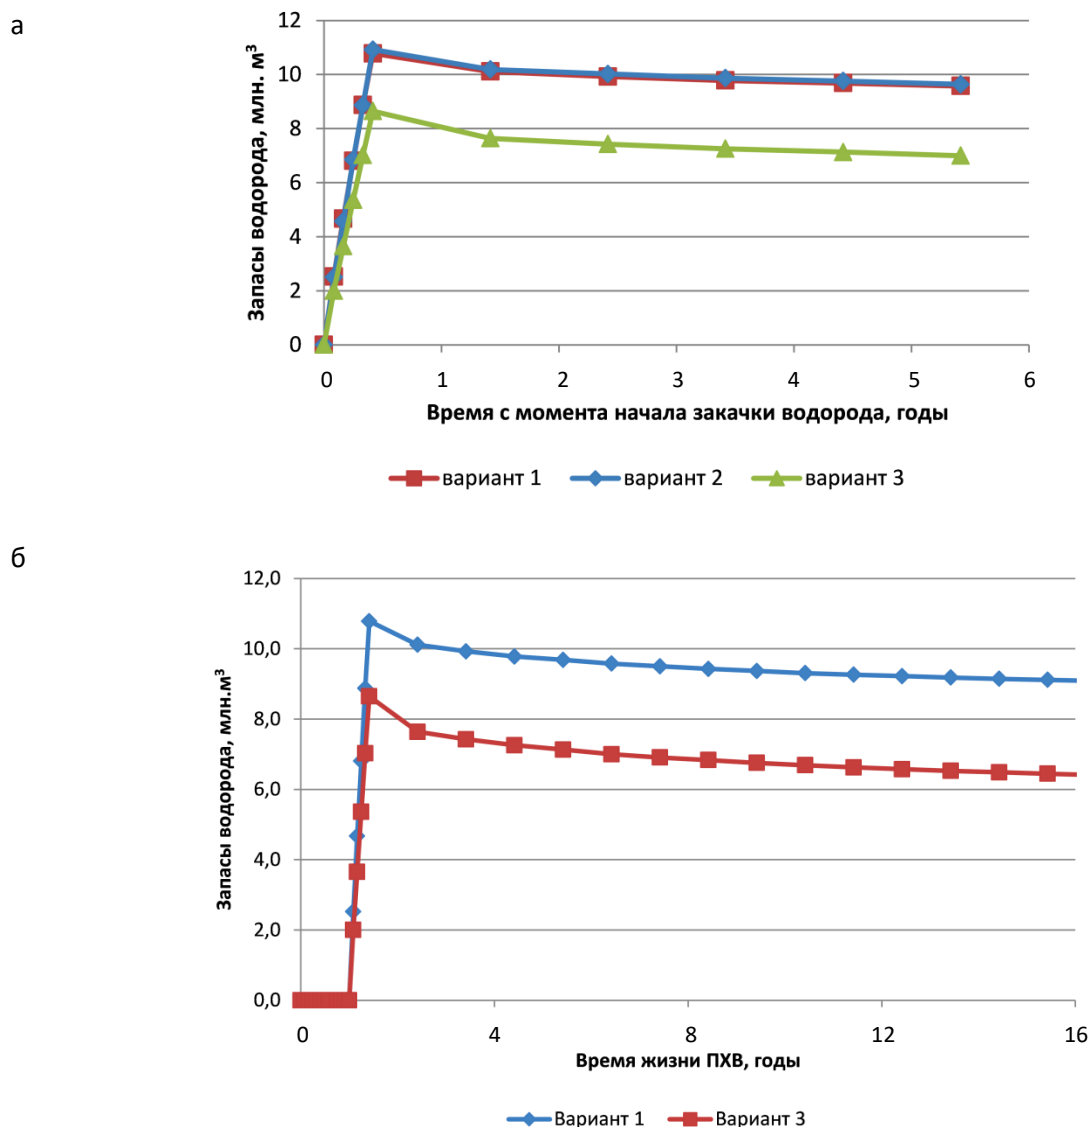 а
Запасы водорода, млн. м³
12
10
8
6
4
2
0
0 1 2 3 4 5 6
Время с момента начала закачки водорода, годы
вариант 1 вариант 2 вариант 3
б
Запасы водорода, млн.м³
12,0
10,0
8,0
6,0
4,0
2,0
0,0
0 4 8 12 16
Время жизни ПХВ, годы
Вариант 1 Вариант 3